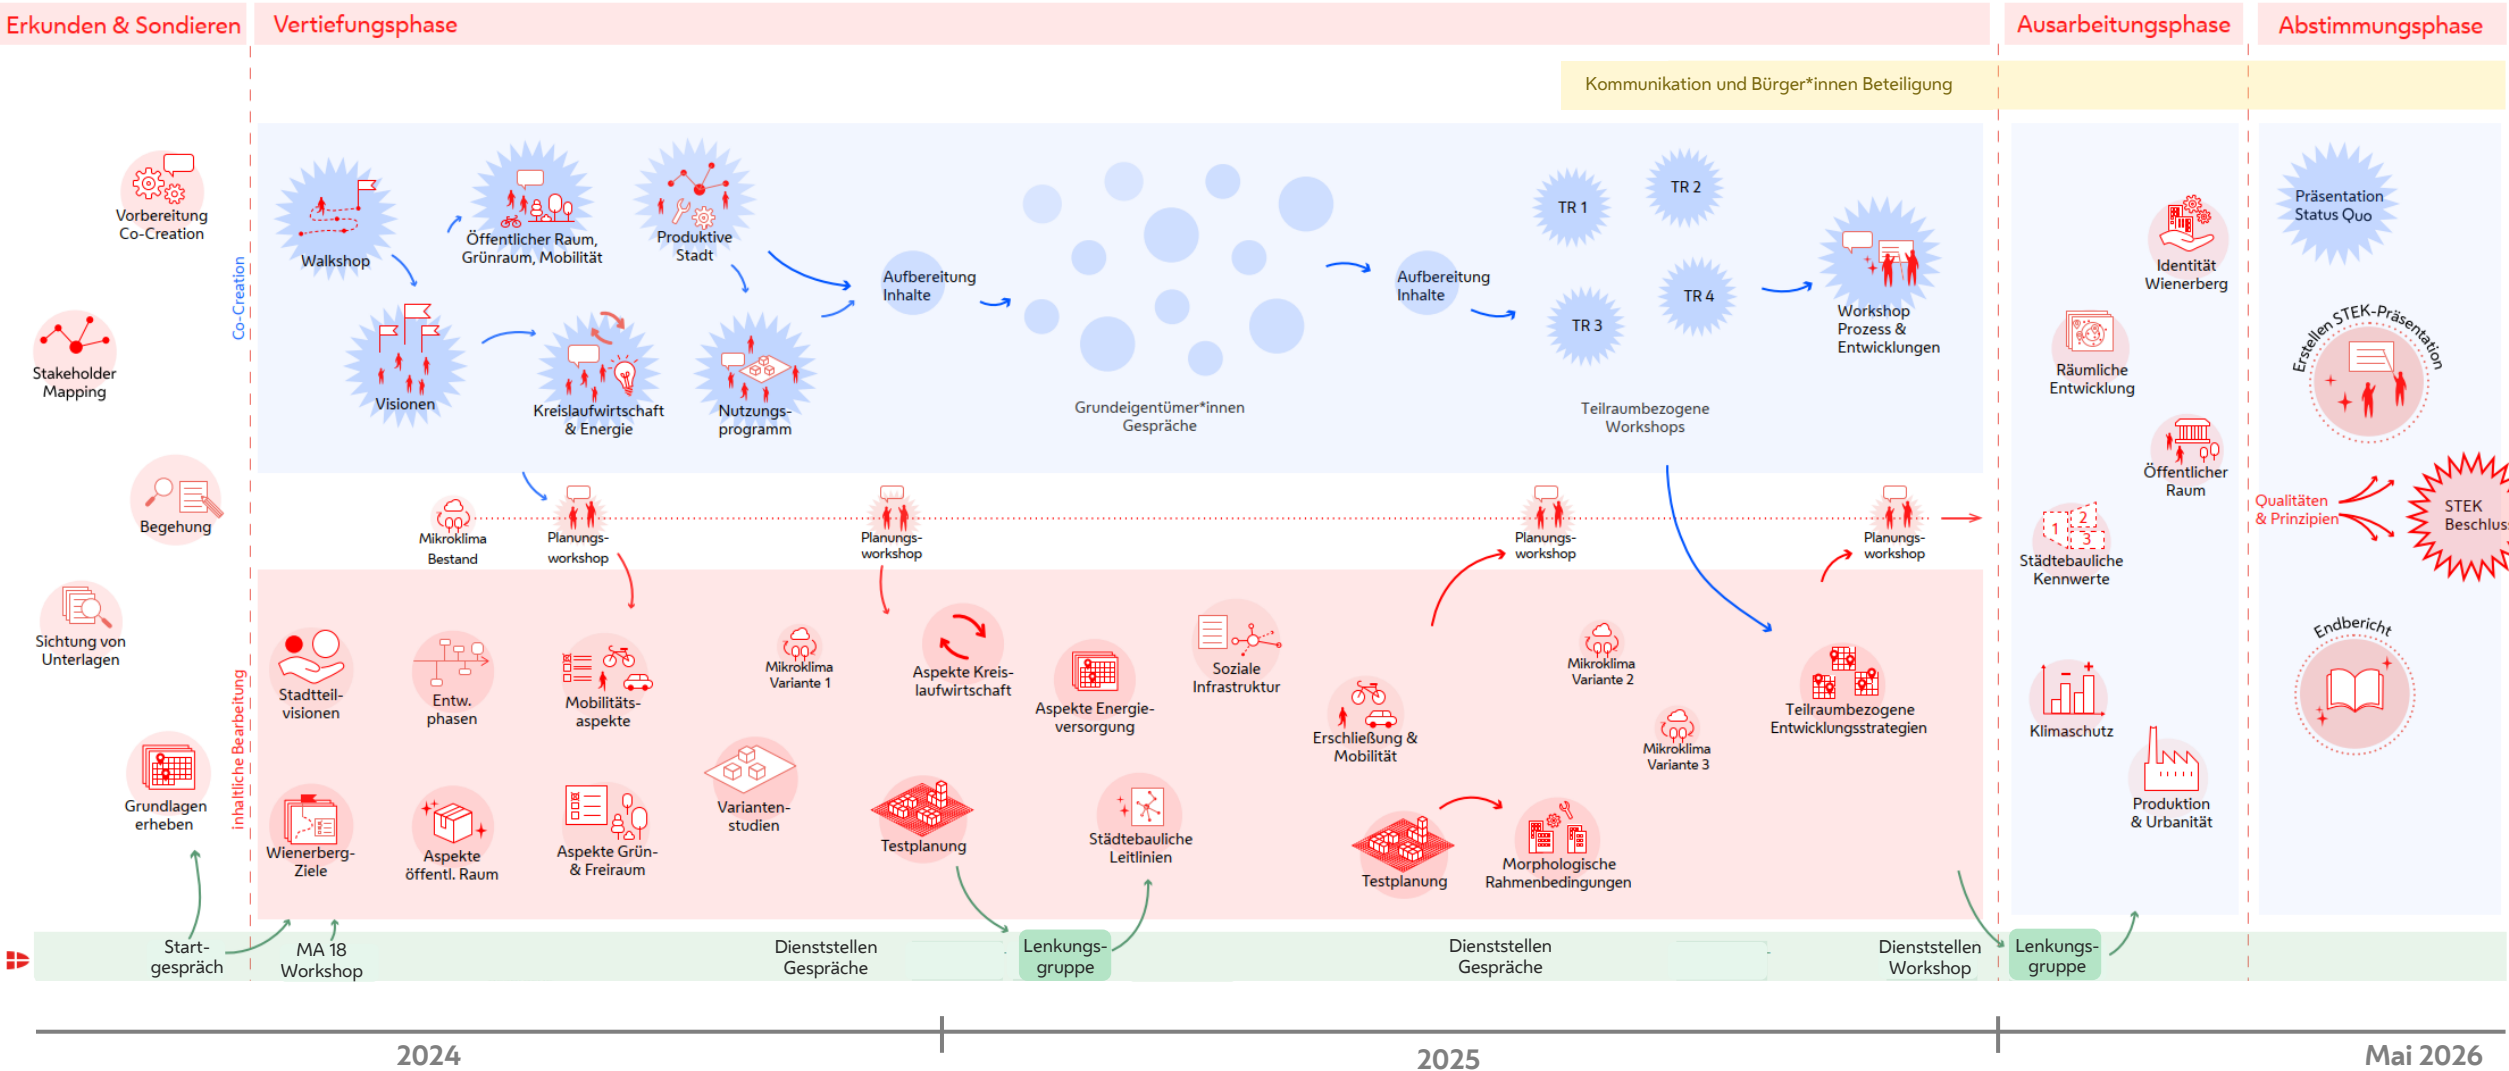 Erkunden & Sondieren
Vertiefungsphase
Ausarbeitungsphase
Abstimmungsphase
Kommunikation und Bürger*innen Beteiligung
Vorbereitung
Co-Creation
Stakeholder
Mapping
Begehung
Sichtung von
Unterlagen
Grundlagen
erheben
Co-Creation
Walkshop
Visionen
Öffentlicher Raum,
Grünraum, Mobilität
Kreislaufwirtschaft
& Energie
Produktive
Stadt
Nutzungs-
programm
Aufbereitung
Inhalte
Grundeigentümer*innen
Gespräche
Aufbereitung
Inhalte
TR 1
TR 2
TR 3
TR 4
Teilraumbezogene
Workshops
Workshop
Prozess &
Entwicklungen
Mikroklima
Bestand
Planungs-
workshop
Planungs-
workshop
Planungs-
workshop
Planungs-
workshop
inhaltliche Bearbeitung
Stadtteil-
visionen
Entw.
phasen
Mobilitäts-
aspekte
Mikroklima
Variante 1
Aspekte Kreis-
laufwirtschaft
Aspekte Energie-
versorgung
Soziale
Infrastruktur
Erschließung &
Mobilität
Mikroklima
Variante 2
Mikroklima
Variante 3
Teilraumbezogene
Entwicklungsstrategien
Wienerberg-
Ziele
Aspekte
öffentl. Raum
Aspekte Grün-
& Freiraum
Varianten-
studien
Testplanung
Städtebauliche
Leitlinien
Testplanung
Morphologische
Rahmenbedingungen
Identität
Wienerberg
Räumliche
Entwicklung
Öffentlicher
Raum
1
2
3
Städtebauliche
Kennwerte
Klimaschutz
Produktion
& Urbanität
Präsentation
Status Quo
Erstellen STEK-Präsentation
Qualitäten
& Prinzipien
STEK
Beschluss
Endbericht
Start-
gespräch
MA 18
Workshop
Dienststellen
Gespräche
Lenkungs-
gruppe
Dienststellen
Gespräche
Dienststellen
Workshop
Lenkungs-
gruppe
2024
2025
Mai 2026